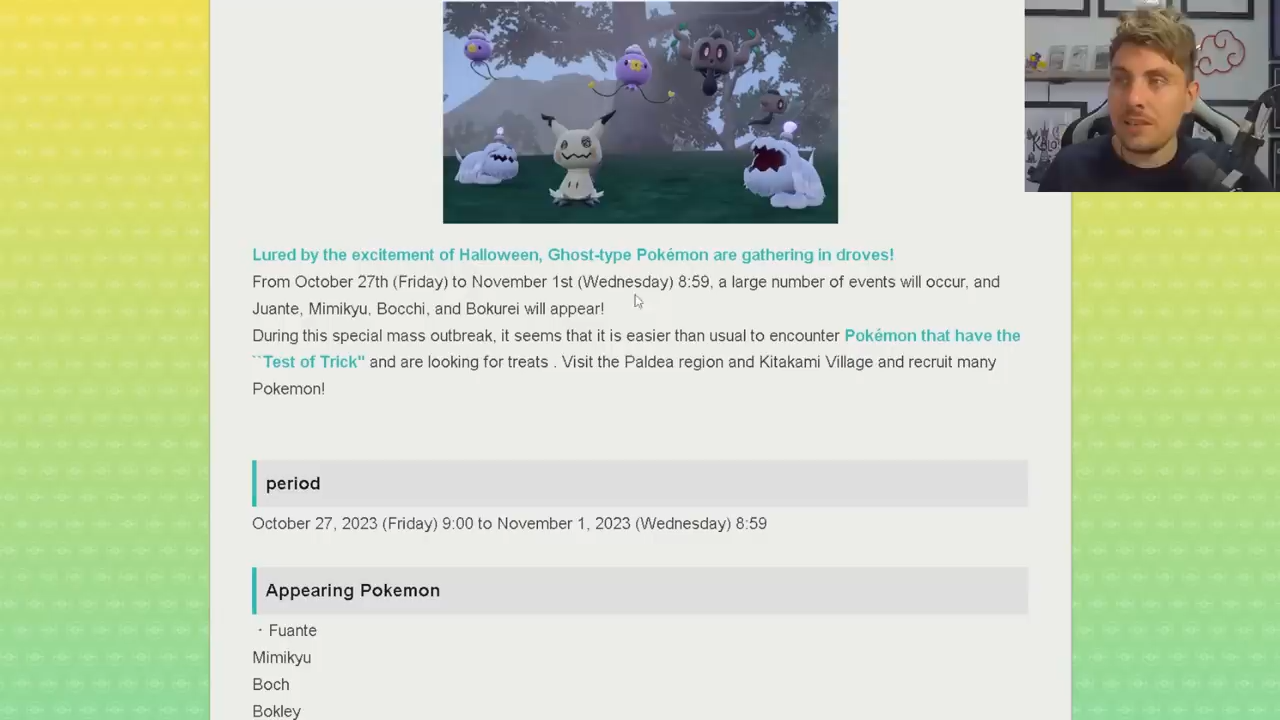 Lured by the excitement of Halloween, Ghost-type Pokémon are gathering in droves!
From October 27th (Friday) to November 1st (Wednesday) 8:59, a large number of events will occur, and
Juante, Mimikyu, Bocchi, and Bokurei will appear!
During this special mass outbreak, it seems that it is easier than usual to encounter Pokémon that have the
``Test of Trick" and are looking for treats . Visit the Paldea region and Kitakami Village and recruit many
Pokemon!
period
October 27, 2023 (Friday) 9:00 to November 1, 2023 (Wednesday) 8:59
Appearing Pokemon
・Fuante
Mimikyu
Boch
Bokley